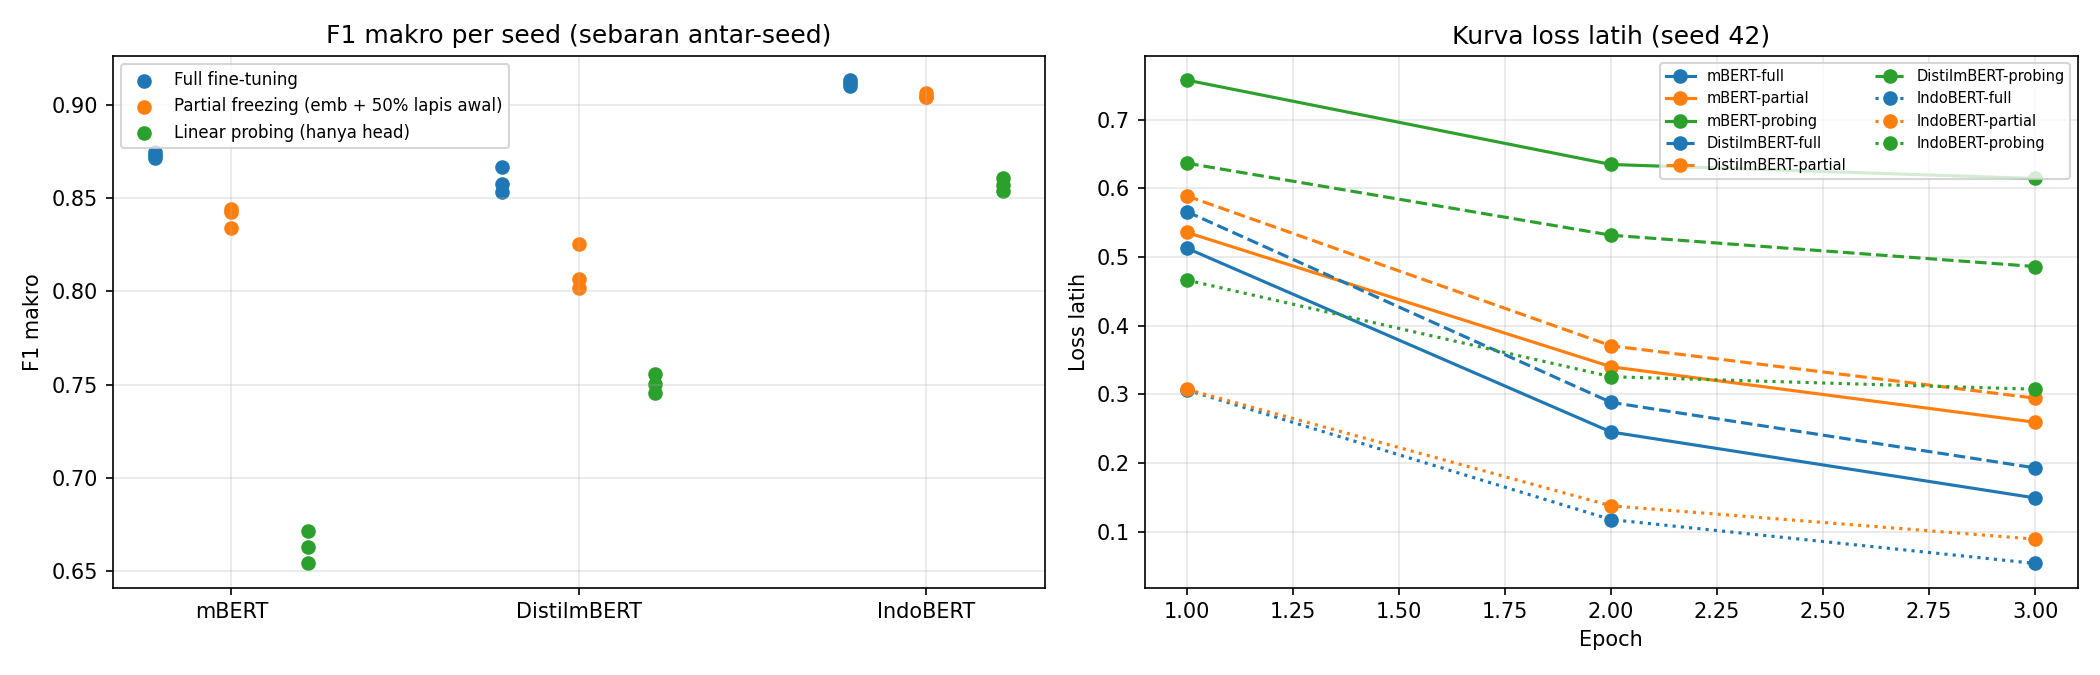 F1 makro per seed (sebaran antar-seed)
Full fine-tuning
Partial freezing (emb + 50% lapis awal)
Linear probing (hanya head)
F1 makro
0.90
0.85
0.80
0.75
0.70
0.65
mBERT
DistilmBERT
IndoBERT
Kurva loss latih (seed 42)
mBERT-full
mBERT-partial
mBERT-probing
DistilmBERT-full
DistilmBERT-partial
DistilmBERT-probing
IndoBERT-full
IndoBERT-partial
IndoBERT-probing
Loss latih
0.7
0.6
0.5
0.4
0.3
0.2
0.1
1.00 1.25 1.50 1.75 2.00 2.25 2.50 2.75 3.00
Epoch